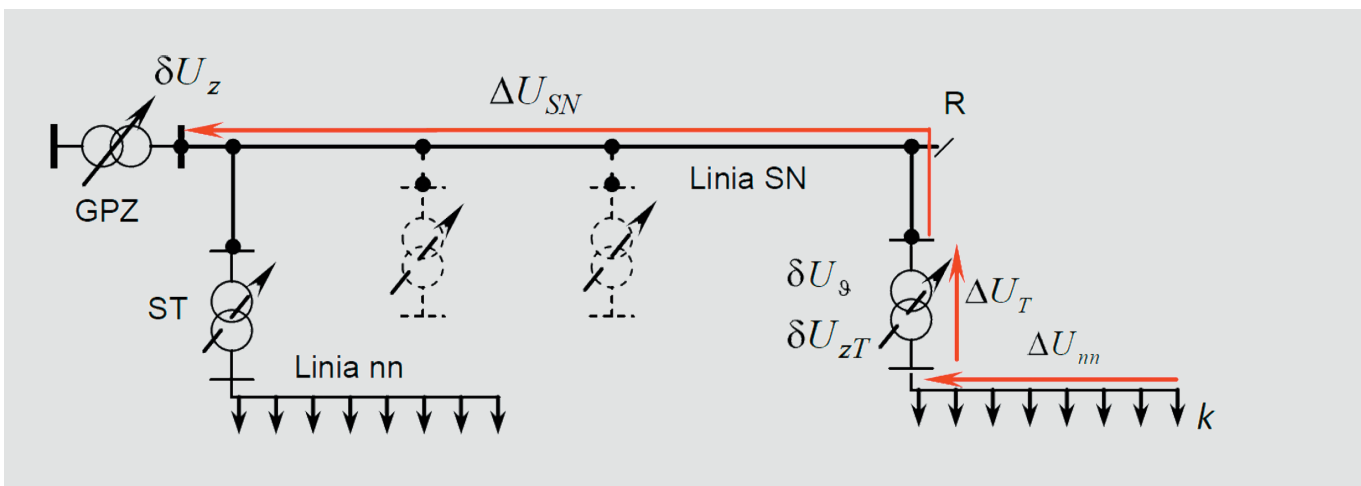 δU_z
ΔU_SN
R
GPZ
Linia SN
ST
δU_ϑ
ΔU_T
δU_zT
ΔU_nn
Linia nn
k